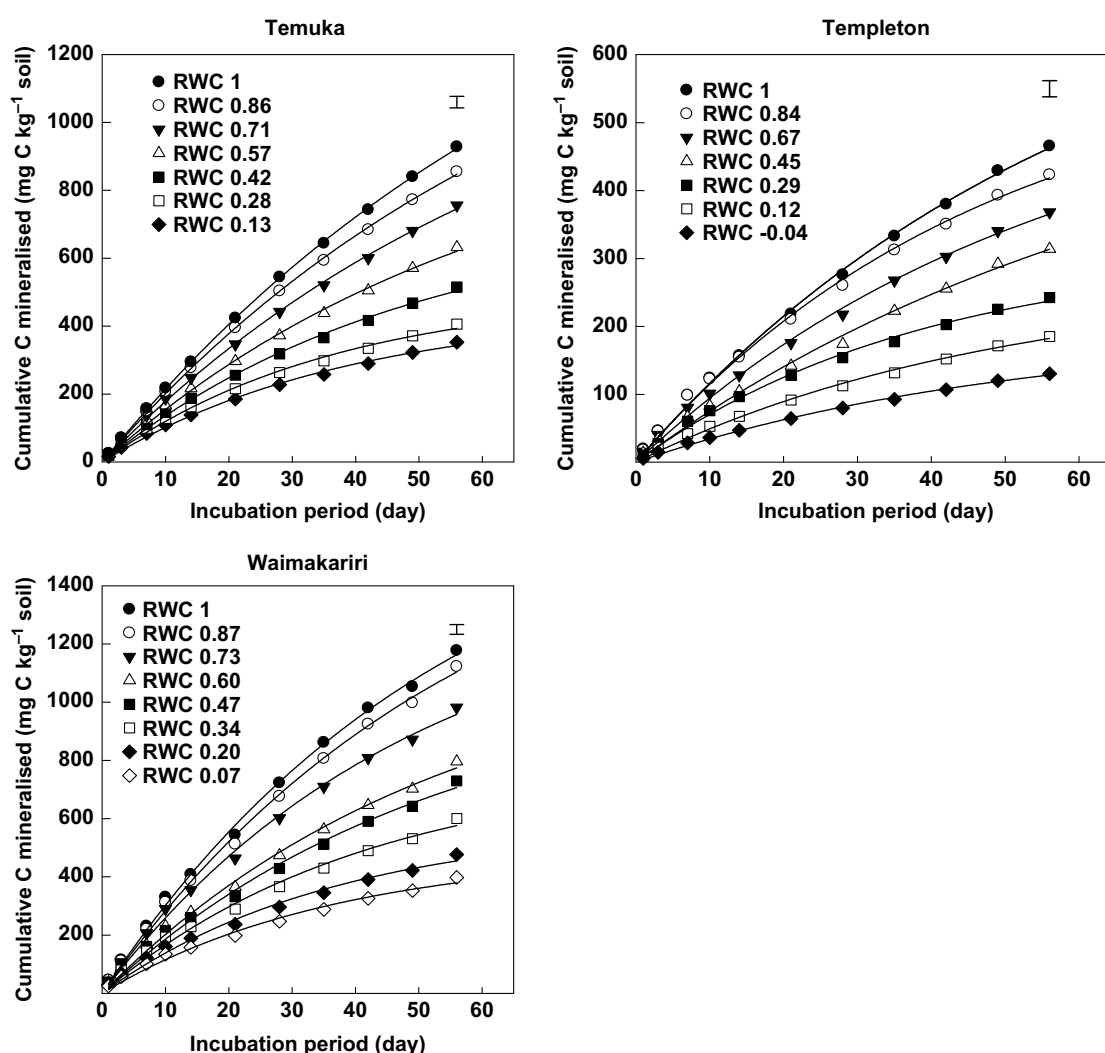 Temuka
Cumulative C mineralised (mg C kg⁻¹ soil)
1200
1000
800
600
400
200
0
RWC 1
RWC 0.86
RWC 0.71
RWC 0.57
RWC 0.42
RWC 0.28
RWC 0.13
0 10 20 30 40 50 60
Incubation period (day)
Templeton
Cumulative C mineralised (mg C kg⁻¹ soil)
600
500
400
300
200
100
RWC 1
RWC 0.84
RWC 0.67
RWC 0.45
RWC 0.29
RWC 0.12
RWC -0.04
0 10 20 30 40 50 60
Incubation period (day)
Waimakariri
Cumulative C mineralised (mg C kg⁻¹ soil)
1400
1200
1000
800
600
400
200
RWC 1
RWC 0.87
RWC 0.73
RWC 0.60
RWC 0.47
RWC 0.34
RWC 0.20
RWC 0.07
0 10 20 30 40 50 60
Incubation period (day)